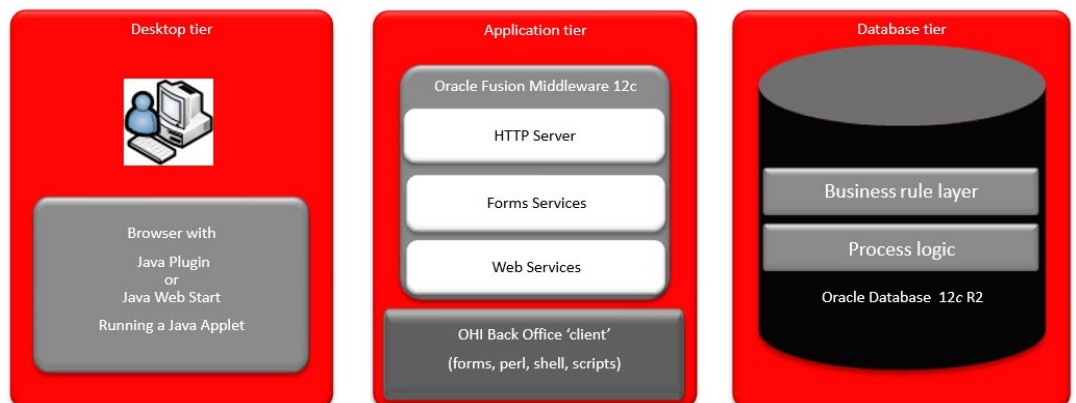 Desktop tier
Browser with
Java Plugin
or
Java Web Start
Running a Java Applet
Application tier
Oracle Fusion Middleware 12c
HTTP Server
Forms Services
Web Services
OHI Back Office ‘client’
(forms, perl, shell, scripts)
Database tier
Business rule layer
Process logic
Oracle Database 12c R2